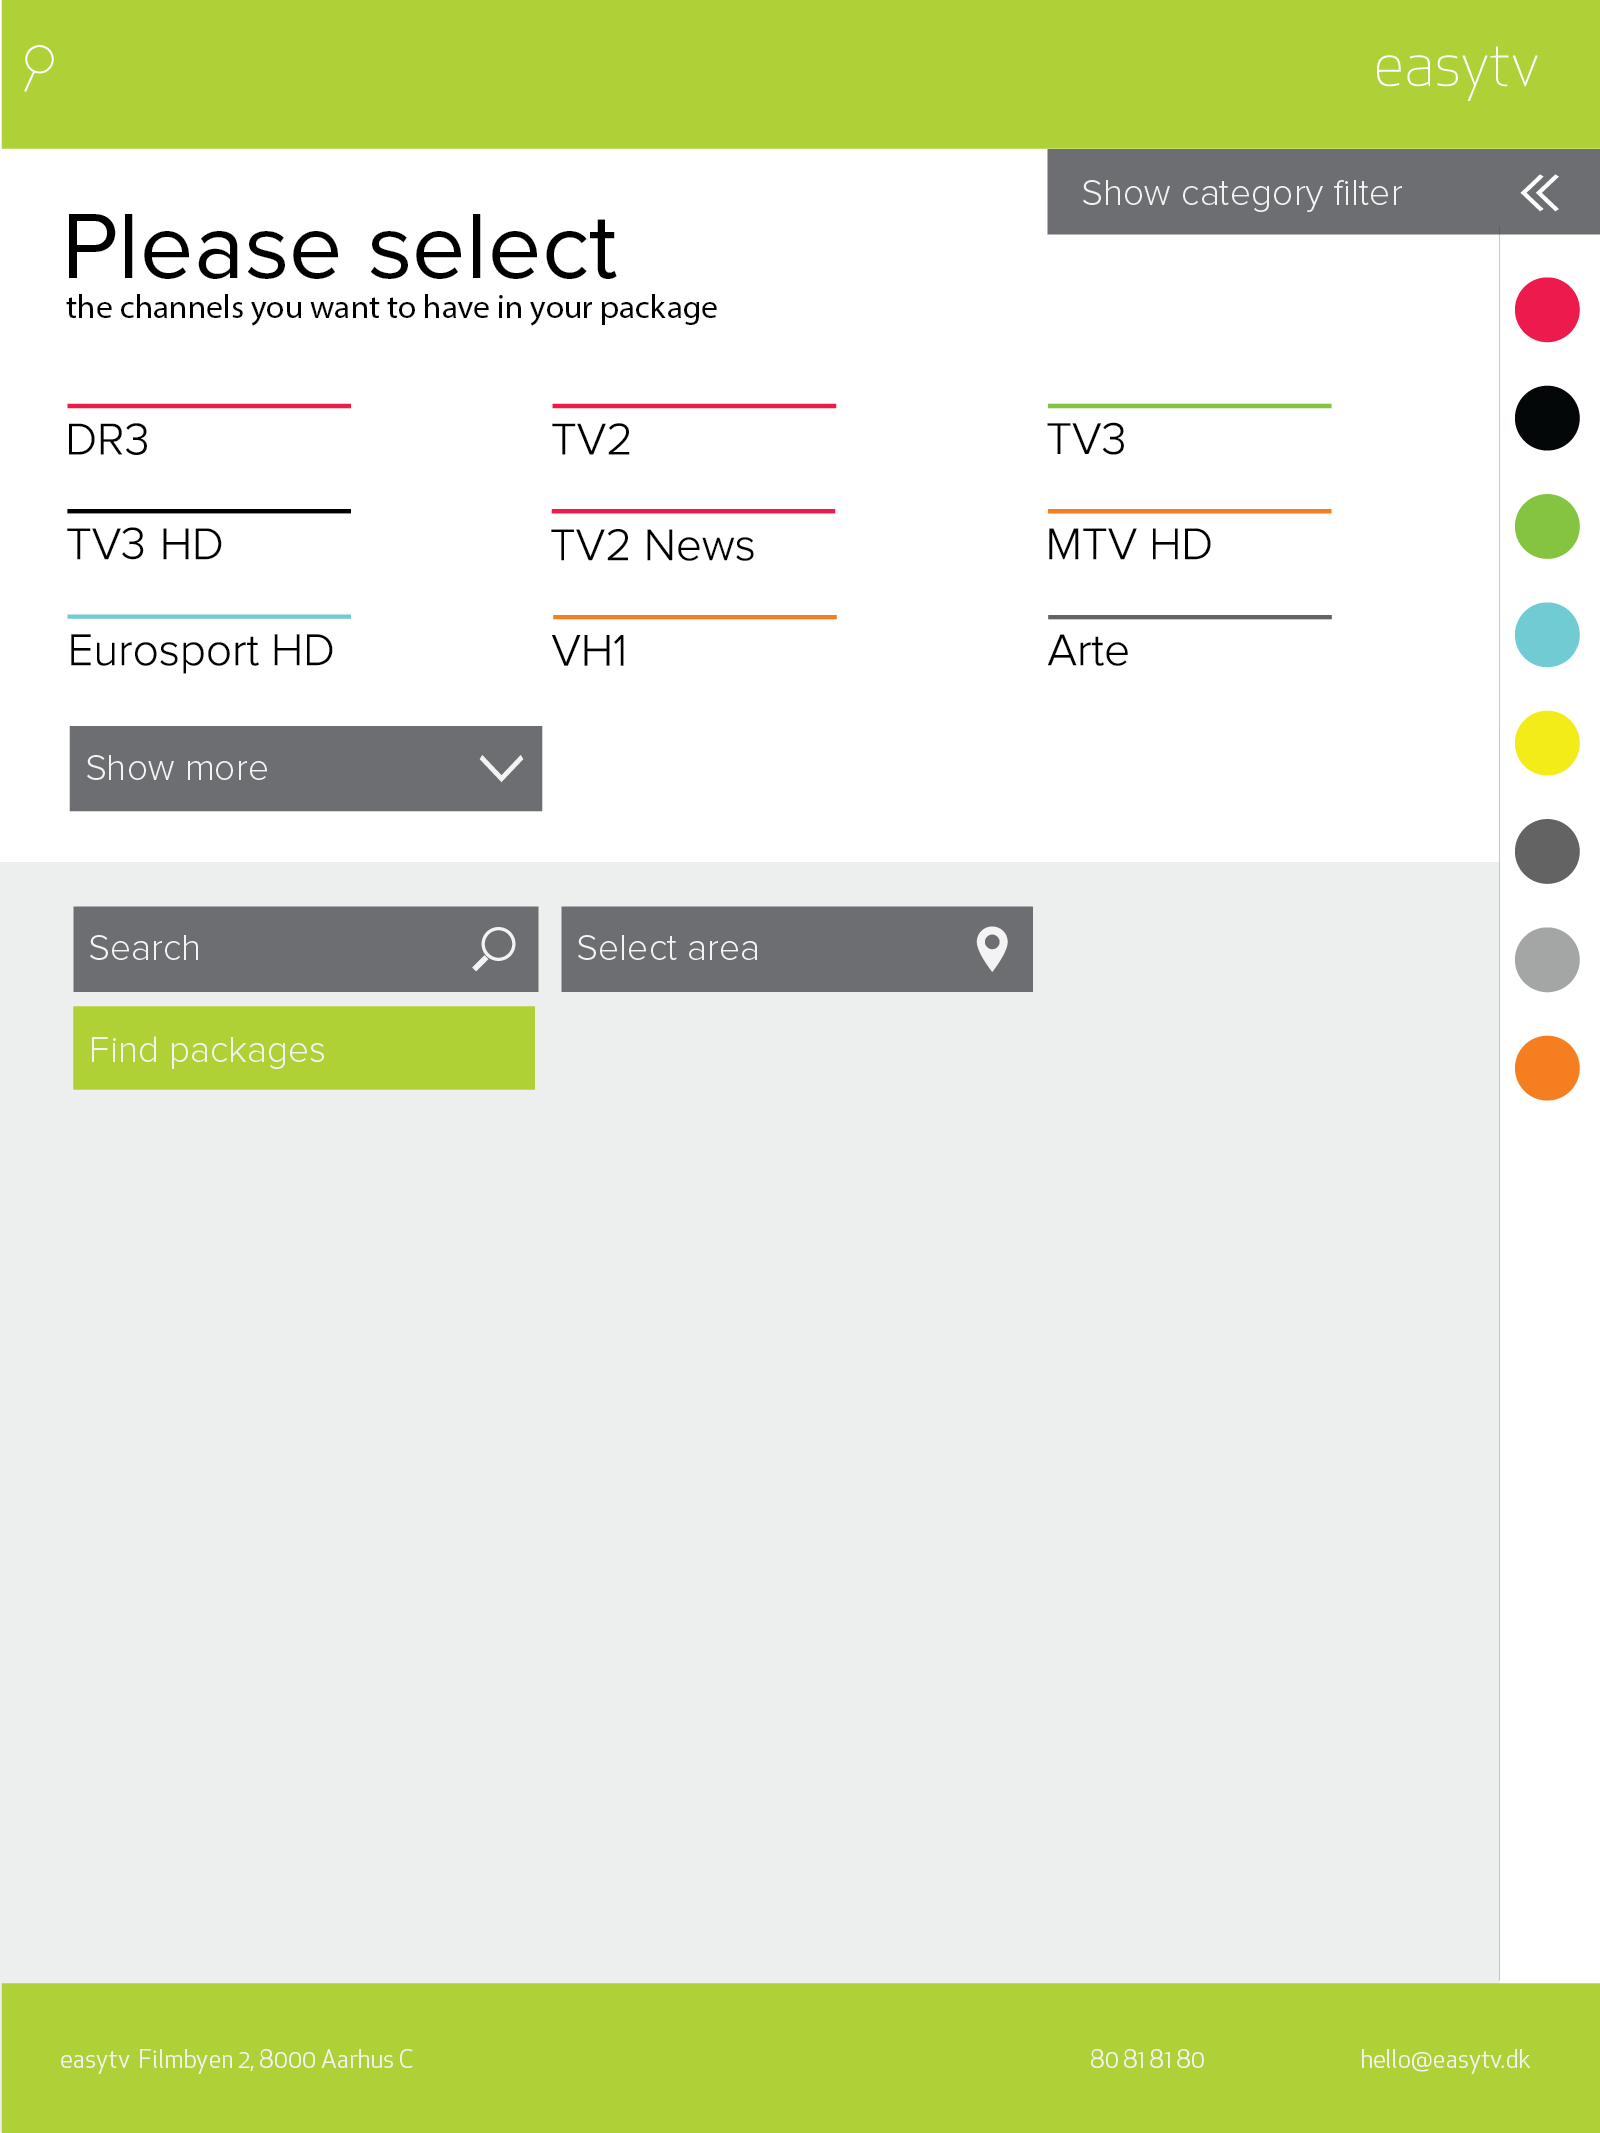 easytv
Show category filter
Please select
the channels you want to have in your package
DR3
TV2
TV3
TV3 HD
TV2 News
MTV HD
Eurosport HD
VH1
Arte
Show more
Search
Select area
Find packages
easytv Filmbyen 2, 8000 Aarhus C
80 81 81 80
hello@easytv.dk